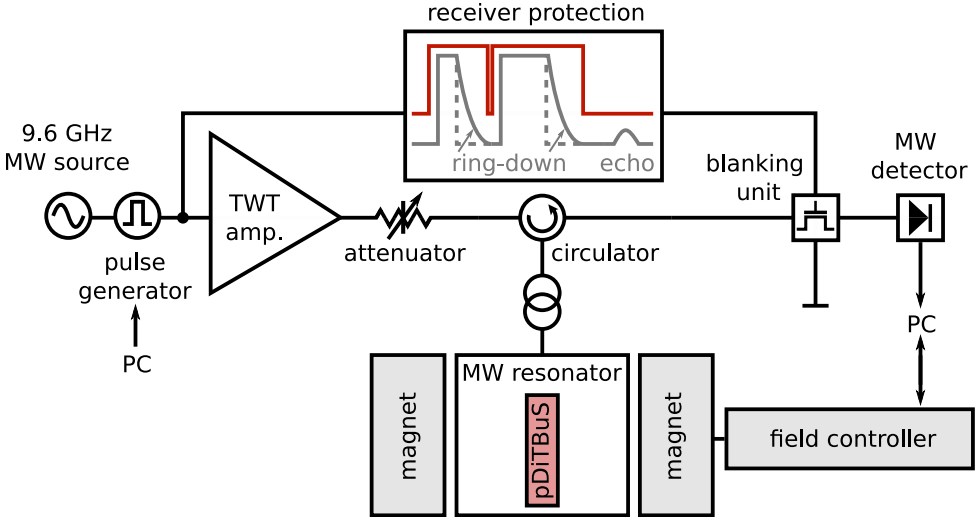 receiver protection
ring-down
echo
9.6 GHz
MW source
TWT
amp.
blanking
unit
MW
detector
attenuator
circulator
pulse
generator
PC
PC
MW resonator
magnet
pDiTBuS
magnet
field controller